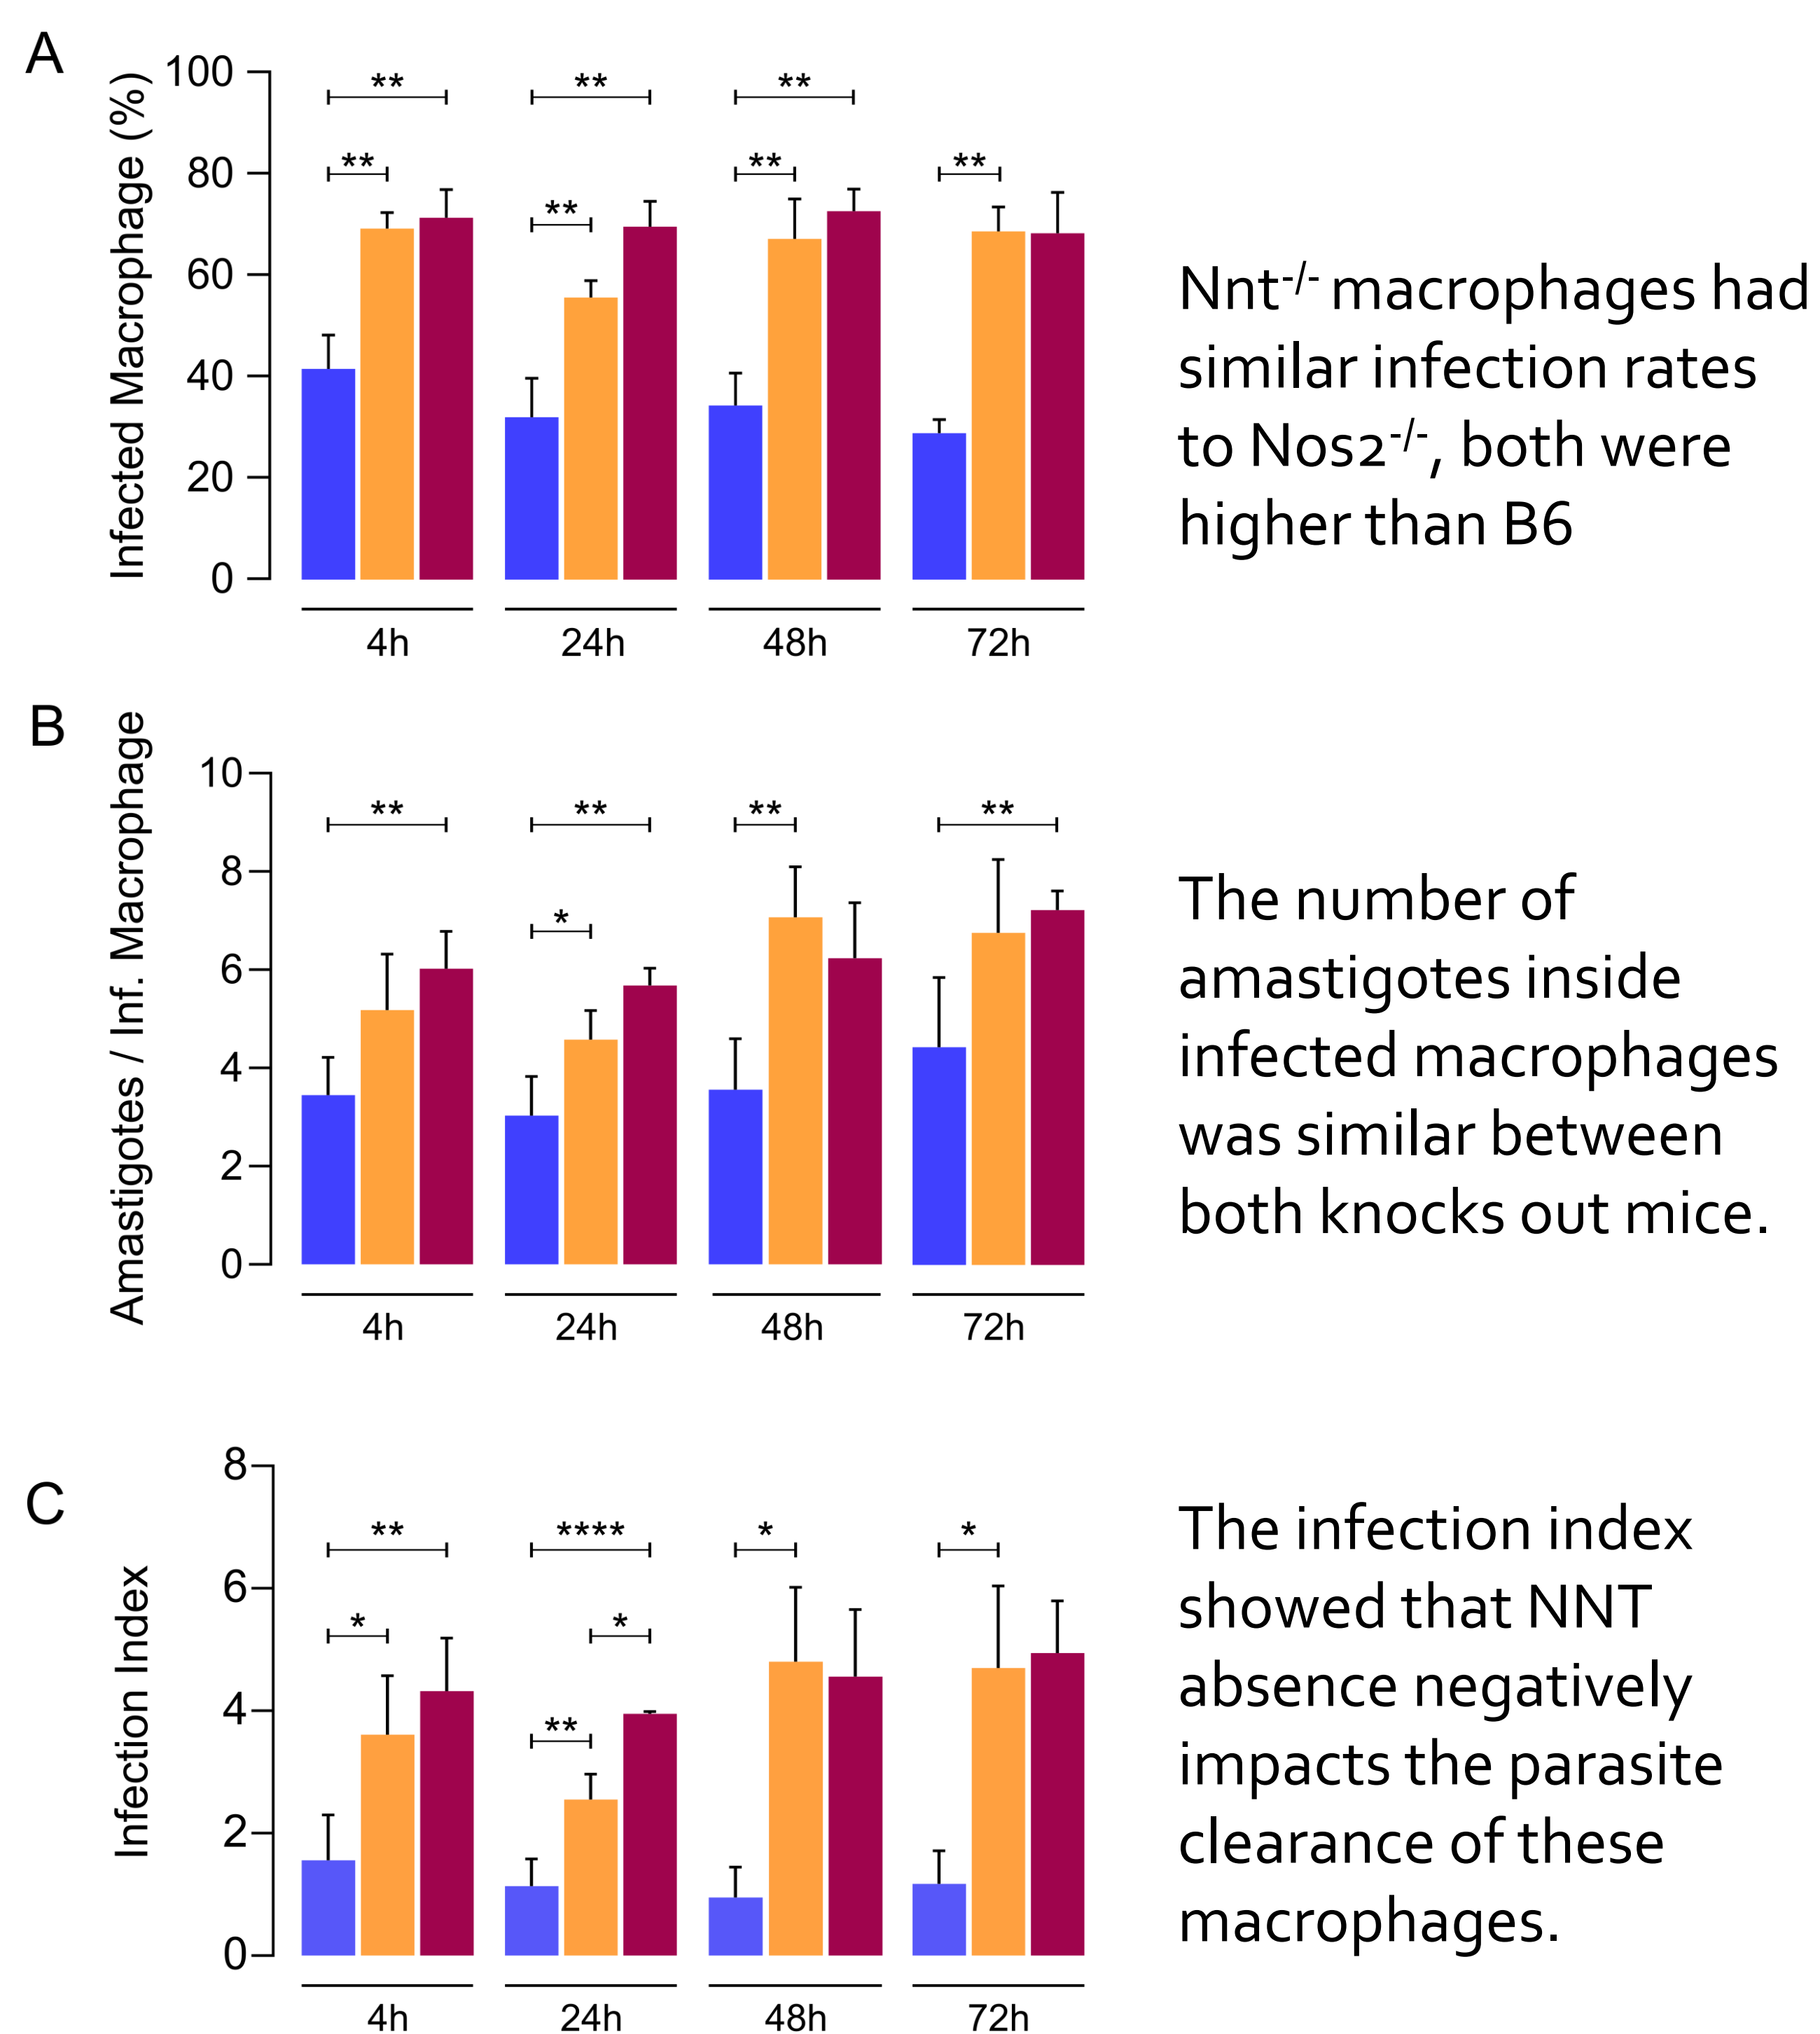 A
Infected Macrophage (%)
100
80
60
40
20
0
** ** **
** ** ** **
4h 24h 48h 72h
Nnt-/- macrophages had
similar infection rates
to Nos2-/-, both were
higher than B6
B
Amastigotes / Inf. Macrophage
10
8
6
4
2
0
** ** ** **
*
4h 24h 48h 72h
The number of
amastigotes inside
infected macrophages
was similar between
both knocks out mice.
C
Infection Index
8
6
4
2
0
** **** * *
* *
**
4h 24h 48h 72h
The infection index
showed that NNT
absence negatively
impacts the parasite
clearance of these
macrophages.